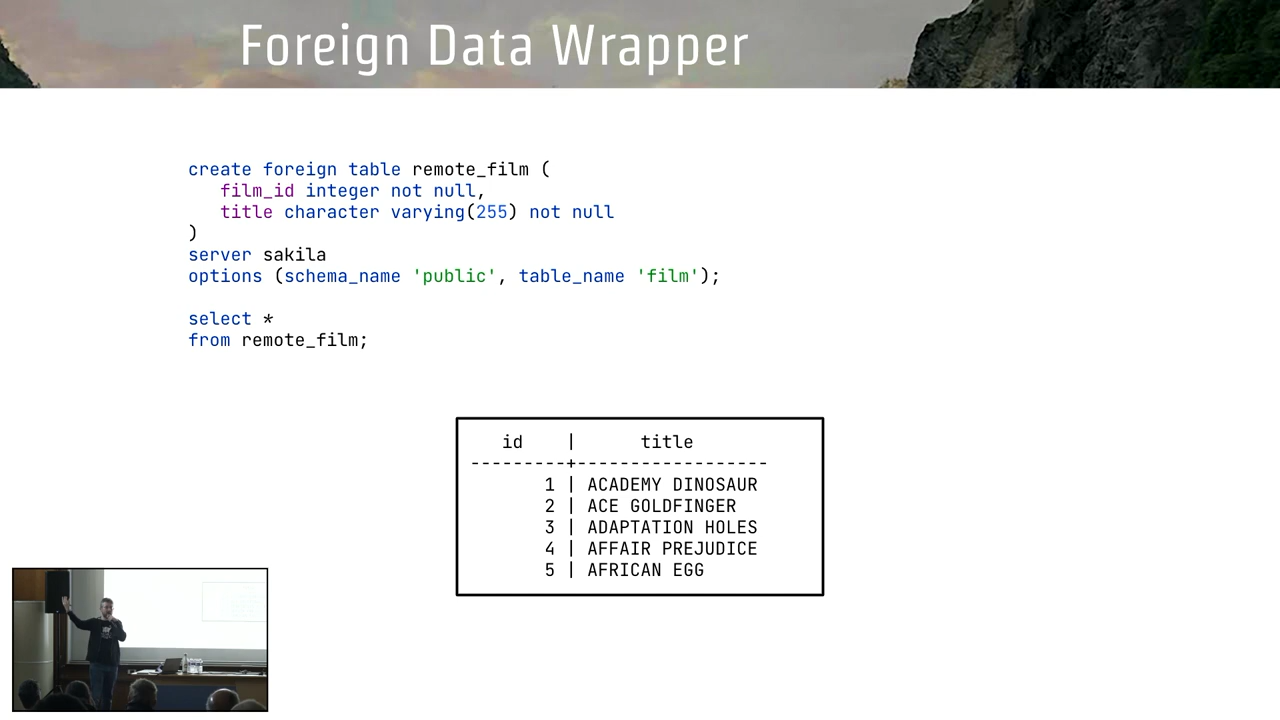 Foreign Data Wrapper
create foreign table remote_film (
   film_id integer not null,
   title character varying(255) not null
)
server sakila
options (schema_name 'public', table_name 'film');
select *
from remote_film;
   id    |      title
---------+------------------
       1 | ACADEMY DINOSAUR
       2 | ACE GOLDFINGER
       3 | ADAPTATION HOLES
       4 | AFFAIR PREJUDICE
       5 | AFRICAN EGG